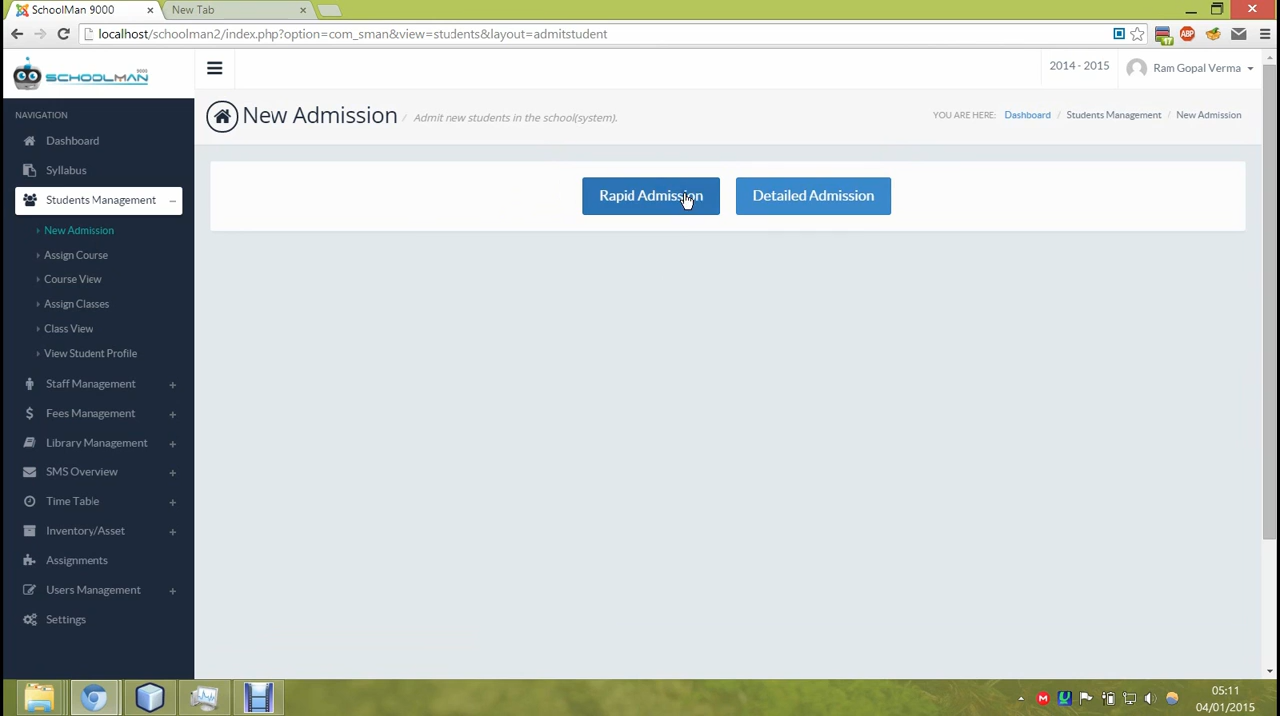 SchoolMan 9000
New Tab
localhost/schoolman2/index.php?option=com_sman&view=students&layout=admitstudent
17
ABP
SCHOOLMAN 9000
2014 - 2015
Ram Gopal Verma
New Admission / Admit new students in the school(system).
YOU ARE HERE: Dashboard / Students Management / New Admission
NAVIGATION
Dashboard
Syllabus
Students Management
New Admission
Assign Course
Course View
Assign Classes
Class View
View Student Profile
Staff Management
Fees Management
Library Management
SMS Overview
Time Table
Inventory/Asset
Assignments
Users Management
Settings
Rapid Admission
Detailed Admission
05:11
04/01/2015